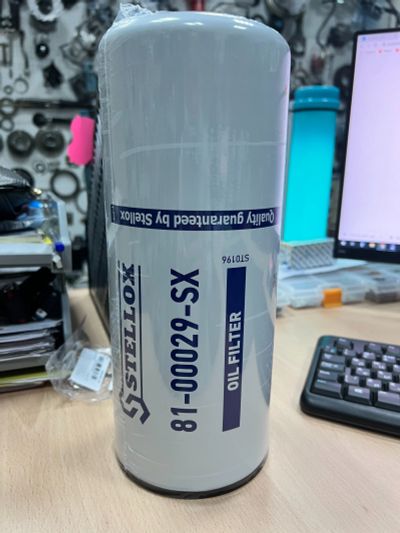 Quality guaranteed by Stellox
STELLOX
81-00029-SX
OIL FILTER
ST0196